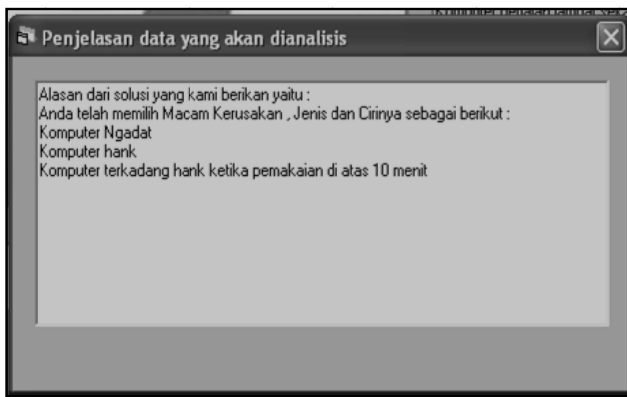 Penjelasan data yang akan dianalisis
Alasan dari solusi yang kami berikan yaitu :
Anda telah memilih Macam Kerusakan , Jenis dan Cirinya sebagai berikut :
Komputer Ngadat
Komputer hank
Komputer terkadang hank ketika pemakaian di atas 10 menit